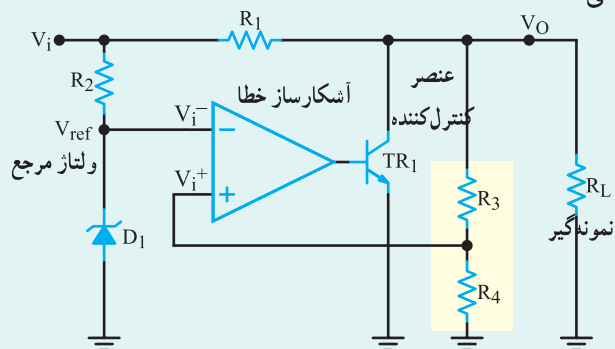 ی
R1
Vi
VO
R2
آشکارساز خطا
عنصر
کنترل‌کننده
Vi−
Vref
ولتاژ مرجع
TR1
Vi+
R3
RL
نمونه‌گیر
D1
R4